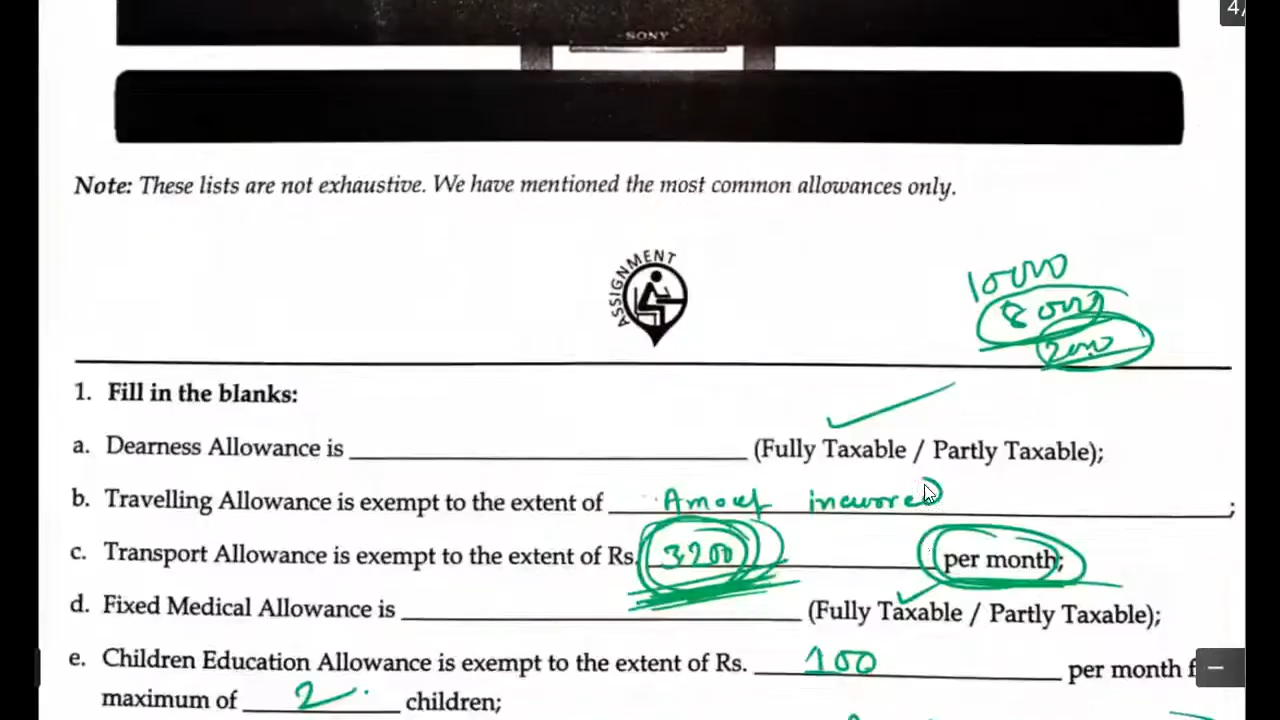 4/
SONY
Note: These lists are not exhaustive. We have mentioned the most common allowances only.
ASSIGNMENT
10000
8000
2000
1. Fill in the blanks:
a. Dearness Allowance is ____________ (Fully Taxable / Partly Taxable);
b. Travelling Allowance is exempt to the extent of incurred ;
c. Transport Allowance is exempt to the extent of Rs. 3200 per month;
d. Fixed Medical Allowance is ____________ (Fully Taxable / Partly Taxable);
e. Children Education Allowance is exempt to the extent of Rs. 100 per month
maximum of 2 children;